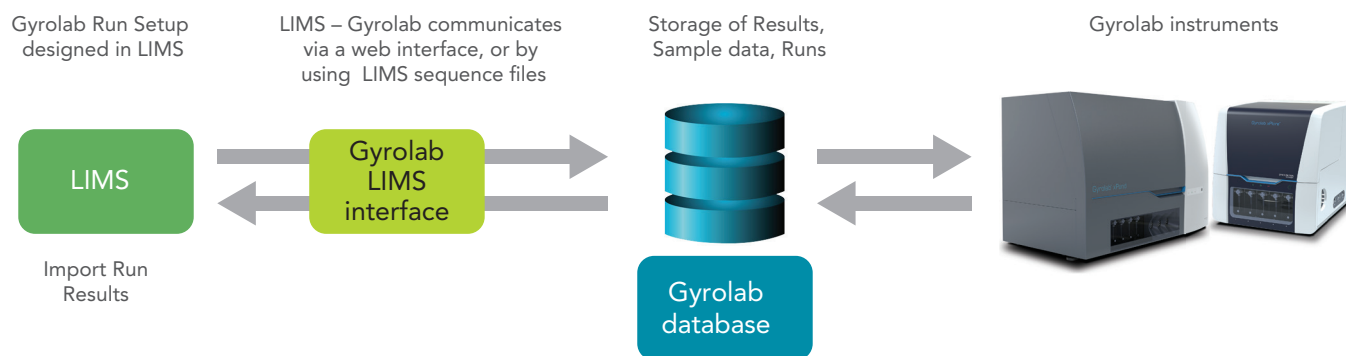 Gyrolab Run Setup
designed in LIMS
LIMS – Gyrolab communicates
via a web interface, or by
using LIMS sequence files
Storage of Results,
Sample data, Runs
Gyrolab instruments
LIMS
Gyrolab
LIMS
interface
Import Run
Results
Gyrolab
database